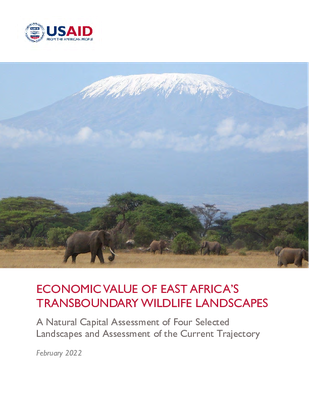 USAID
FROM THE AMERICAN PEOPLE
ECONOMIC VALUE OF EAST AFRICA'S
TRANSBOUNDARY WILDLIFE LANDSCAPES
A Natural Capital Assessment of Four Selected
Landscapes and Assessment of the Current Trajectory
February 2022